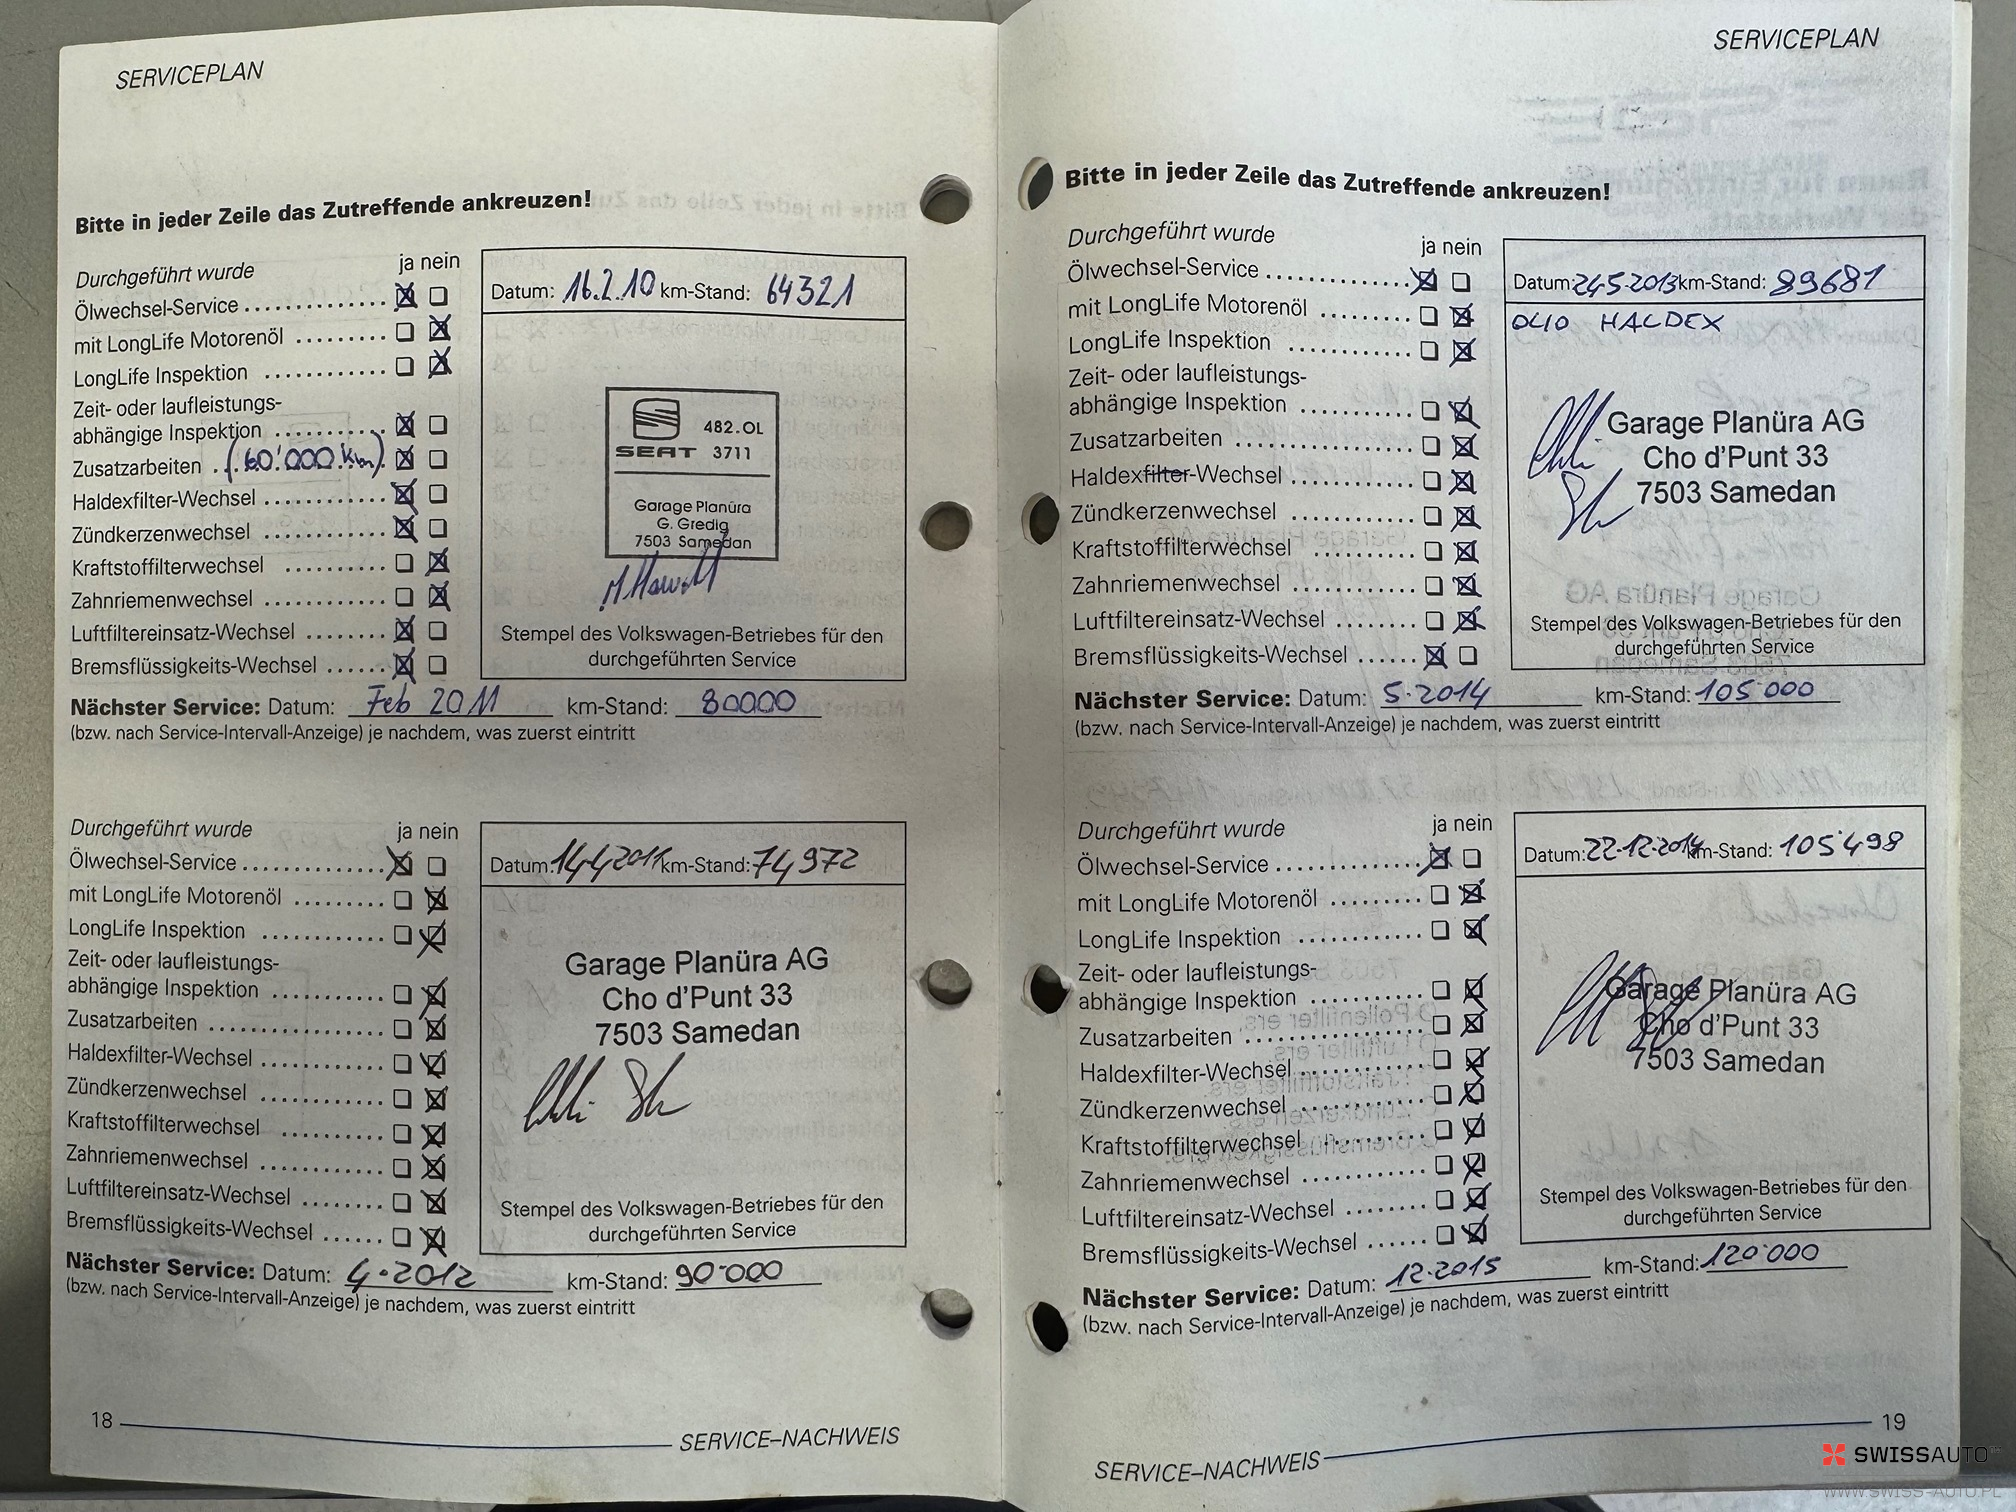 SERVICEPLAN
Bitte in jeder Zeile das Zutreffende ankreuzen!
Durchgeführt wurde ja nein
Ölwechsel-Service
mit LongLife Motorenöl
LongLife Inspektion
Zeit- oder laufleistungs-
abhängige Inspektion
Zusatzarbeiten (60'000 km)
Haldexfilter-Wechsel
Zündkerzenwechsel
Kraftstoffilterwechsel
Zahnriemenwechsel
Luftfiltereinsatz-Wechsel
Bremsflüssigkeits-Wechsel
Datum: 16.2.10 km-Stand: 64321
SEAT
482.OL
3711
Garage Planüra
G. Gredig
7503 Samedan
Stempel des Volkswagen-Betriebes für den
durchgeführten Service
Nächster Service: Datum: Feb 2011 km-Stand: 80000
(bzw. nach Service-Intervall-Anzeige) je nachdem, was zuerst eintritt
Durchgeführt wurde ja nein
Ölwechsel-Service
mit LongLife Motorenöl
LongLife Inspektion
Zeit- oder laufleistungs-
abhängige Inspektion
Zusatzarbeiten
Haldexfilter-Wechsel
Zündkerzenwechsel
Kraftstoffilterwechsel
Zahnriemenwechsel
Luftfiltereinsatz-Wechsel
Bremsflüssigkeits-Wechsel
Datum: 14.4.2011 km-Stand: 74972
Garage Planüra AG
Cho d'Punt 33
7503 Samedan
Stempel des Volkswagen-Betriebes für den
durchgeführten Service
Nächster Service: Datum: 4.2012 km-Stand: 90'000
(bzw. nach Service-Intervall-Anzeige) je nachdem, was zuerst eintritt
18
SERVICE–NACHWEIS
SERVICEPLAN
Bitte in jeder Zeile das Zutreffende ankreuzen!
Durchgeführt wurde ja nein
Ölwechsel-Service
mit LongLife Motorenöl
LongLife Inspektion
Zeit- oder laufleistungs-
abhängige Inspektion
Zusatzarbeiten
Haldexfilter-Wechsel
Zündkerzenwechsel
Kraftstoffilterwechsel
Zahnriemenwechsel
Luftfiltereinsatz-Wechsel
Bremsflüssigkeits-Wechsel
Datum: 24.5.2013 km-Stand: 89681
OLIO HALDEX
Garage Planüra AG
Cho d'Punt 33
7503 Samedan
Stempel des Volkswagen-Betriebes für den
durchgeführten Service
Nächster Service: Datum: 5.2014 km-Stand: 105'000
(bzw. nach Service-Intervall-Anzeige) je nachdem, was zuerst eintritt
Durchgeführt wurde ja nein
Ölwechsel-Service
mit LongLife Motorenöl
LongLife Inspektion
Zeit- oder laufleistungs-
abhängige Inspektion
Zusatzarbeiten
Haldexfilter-Wechsel
Zündkerzenwechsel
Kraftstoffilterwechsel
Zahnriemenwechsel
Luftfiltereinsatz-Wechsel
Bremsflüssigkeits-Wechsel
Datum: 22.12.2014 km-Stand: 105'498
Garage Planüra AG
Cho d'Punt 33
7503 Samedan
Stempel des Volkswagen-Betriebes für den
durchgeführten Service
Nächster Service: Datum: 12.2015 km-Stand: 120'000
(bzw. nach Service-Intervall-Anzeige) je nachdem, was zuerst eintritt
SERVICE–NACHWEIS
19
SWISSAUTO
WWW.SWISS-AUTO.PL